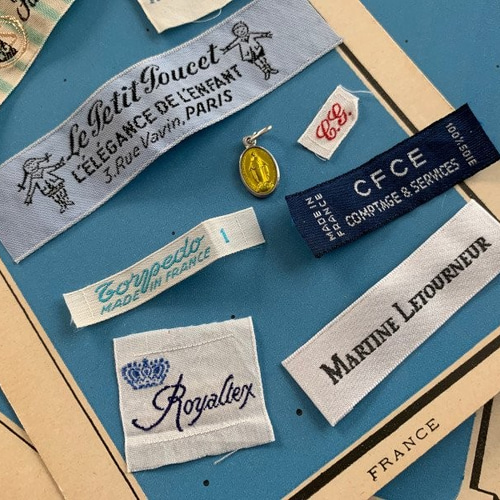 Le Petit Poucet
L'ÉLÉGANCE DE L'ENFANT
3, Rue Vavin, PARIS
C.G.
MADE IN
FRANCE
CFCE
COMPTAGE & SERVICES
100% SOIE
Torpedo
MADE IN FRANCE
1
MARTINE LETOURNEUR
Royaltex
FRANCE